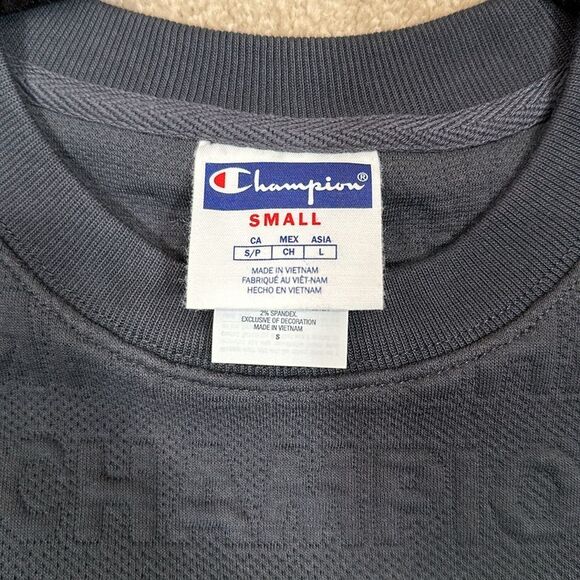 Champion®
SMALL
CA MEX ASIA
S/P CH L
MADE IN VIETNAM
FABRIQUÉ AU VIÊT-NAM
HECHO EN VIETNAM
2% SPANDEX.
EXCLUSIVE OF DECORATION
MADE IN VIETNAM
S
CHAMPIO